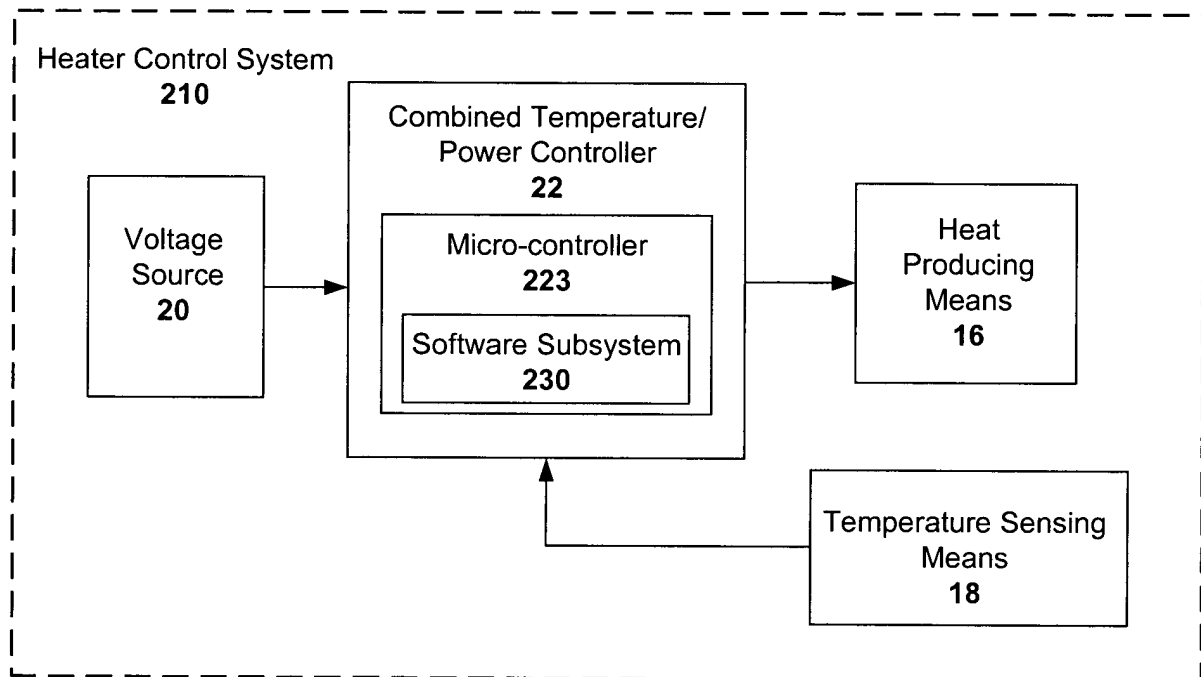 Heater Control System
210
Combined Temperature/
Power Controller
22
Voltage
Source
20
Micro-controller
223
Software Subsystem
230
Heat
Producing
Means
16
Temperature Sensing
Means
18